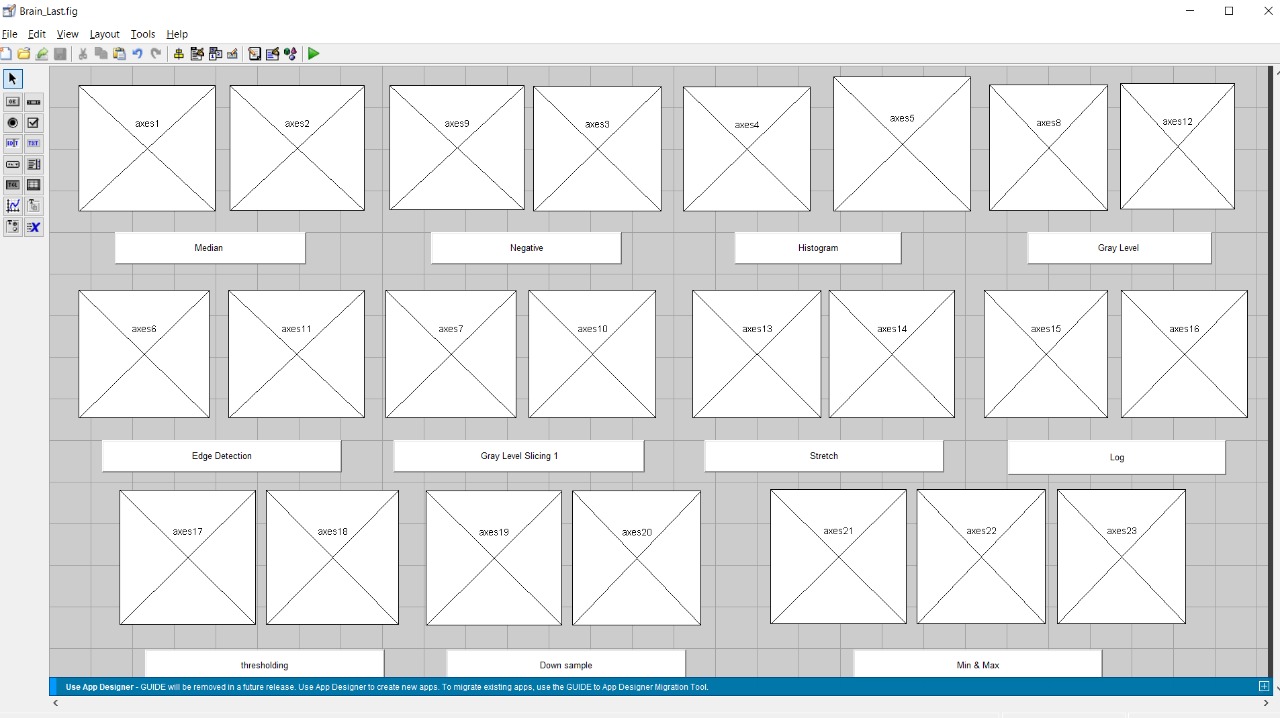 Brain_Last.fig
File Edit View Layout Tools Help
axes1 axes2 axes9 axes3 axes4 axes5 axes8 axes12
Median Negative Histogram Gray Level
axes6 axes11 axes7 axes10 axes13 axes14 axes15 axes16
Edge Detection Gray Level Slicing 1 Stretch Log
axes17 axes18 axes19 axes20 axes21 axes22 axes23
thresholding Down sample Min & Max
Use App Designer - GUIDE will be removed in a future release. Use App Designer to create new apps. To migrate existing apps, use the GUIDE to App Designer Migration Tool.